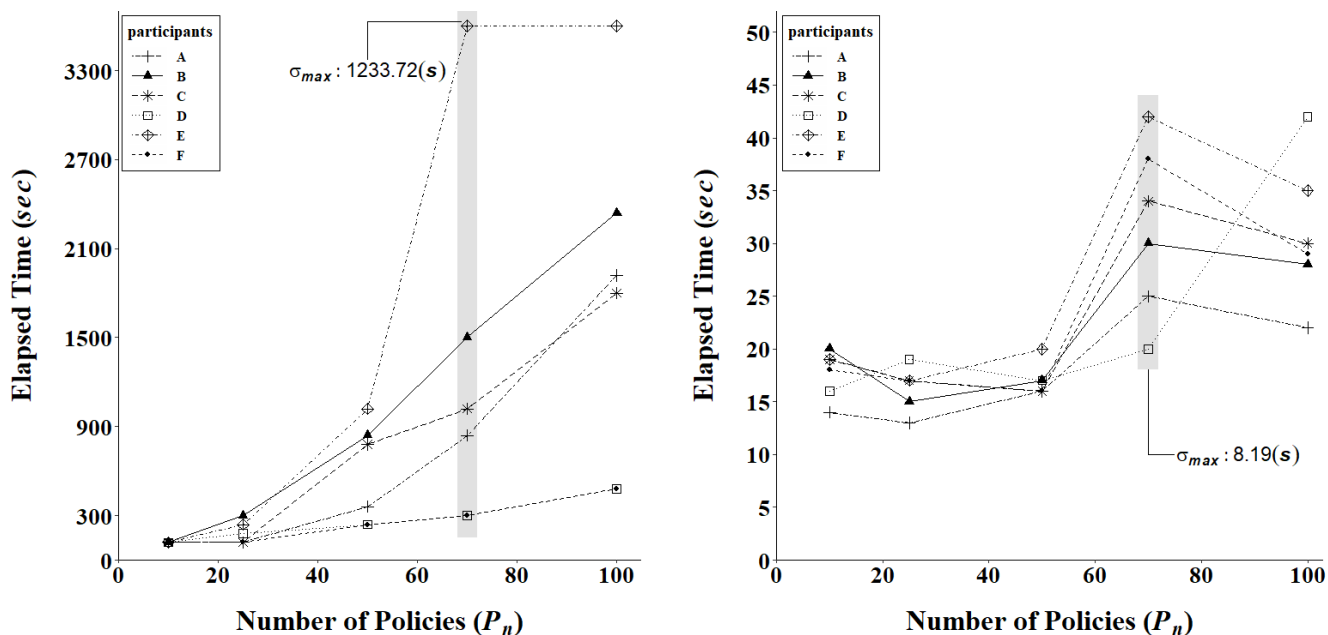 participants
A
B
C
D
E
F
σmax : 1233.72(s)
3300
2700
2100
1500
900
300
0
0 20 40 60 80 100
Elapsed Time (sec)
Number of Policies (Pn)
participants
A
B
C
D
E
F
50
45
40
35
30
25
20
15
10
5
0
0 20 40 60 80 100
σmax : 8.19(s)
Elapsed Time (sec)
Number of Policies (Pn)